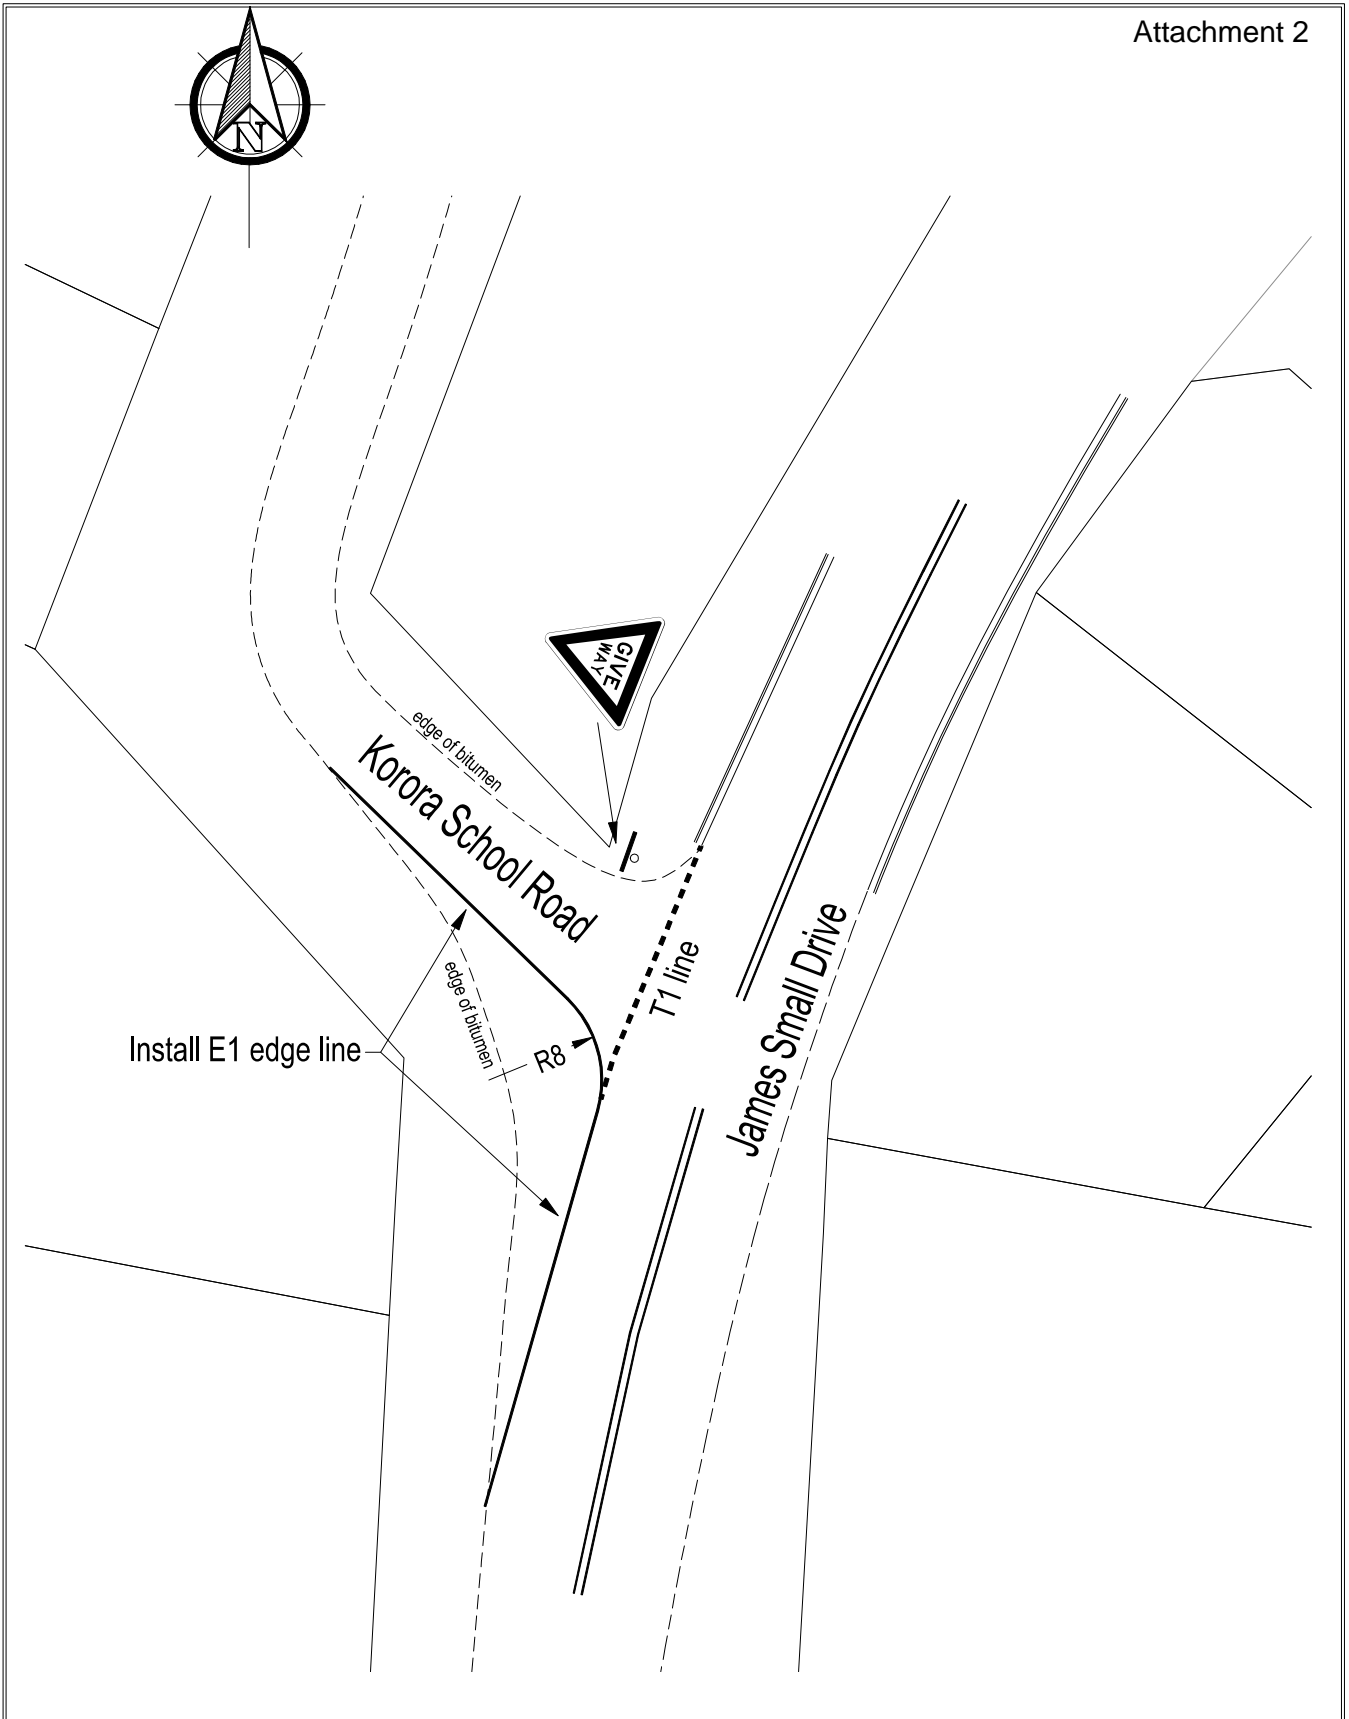 Attachment 2
N
GIVE
WAY
edge of bitumen
Korora School Road
T1 line
James Small Drive
edge of bitumen
R8
Install E1 edge line